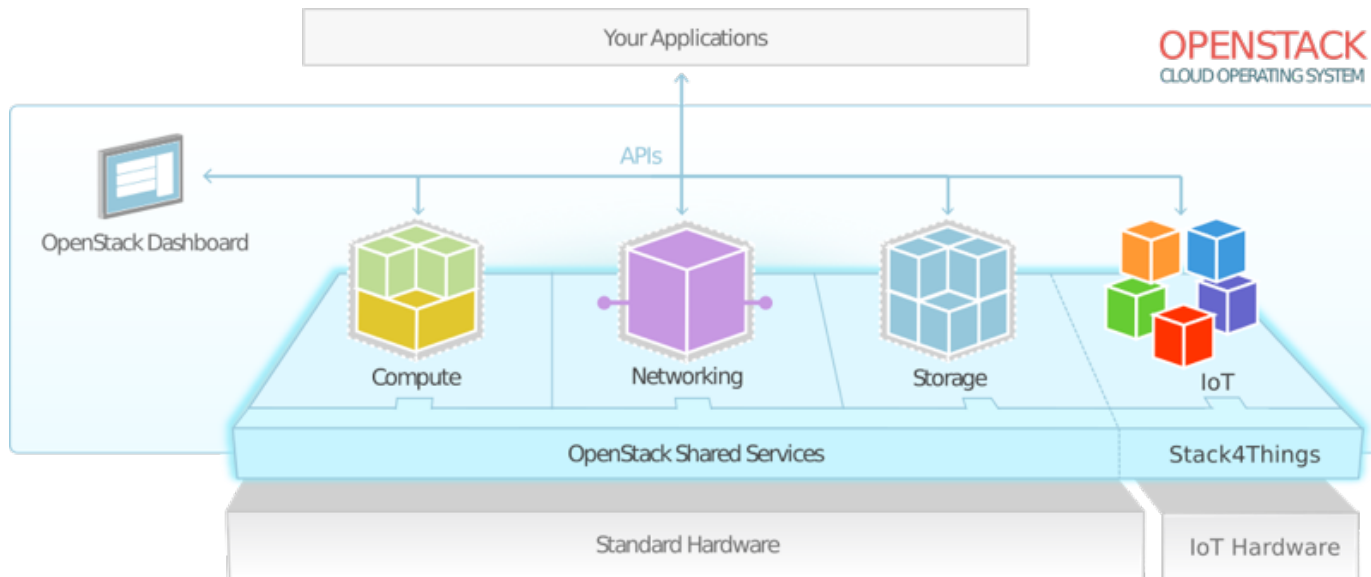 Your Applications
OPENSTACK
CLOUD OPERATING SYSTEM
APIs
OpenStack Dashboard
Compute
Networking
Storage
IoT
OpenStack Shared Services
Stack4Things
Standard Hardware
IoT Hardware